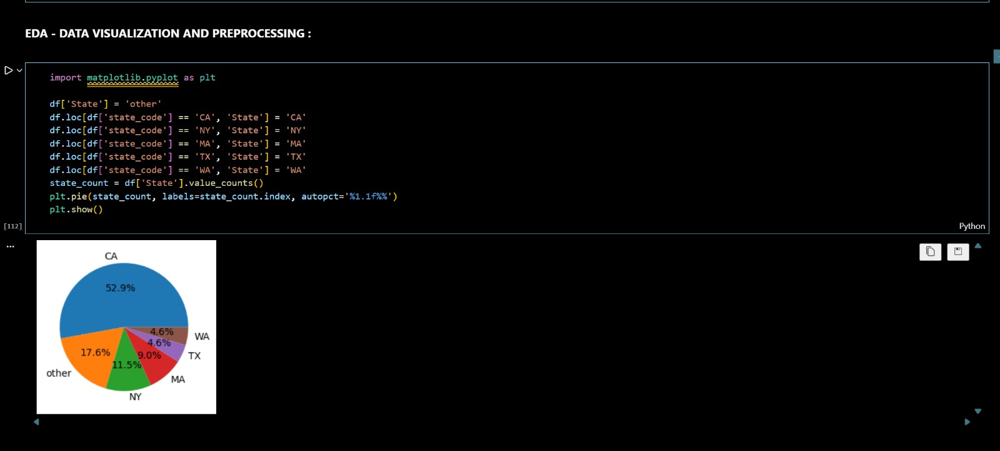 EDA - DATA VISUALIZATION AND PREPROCESSING :
import matplotlib.pyplot as plt
df['State'] = 'other'
df.loc[df['state_code'] == 'CA', 'State'] = 'CA'
df.loc[df['state_code'] == 'NY', 'State'] = 'NY'
df.loc[df['state_code'] == 'MA', 'State'] = 'MA'
df.loc[df['state_code'] == 'TX', 'State'] = 'TX'
df.loc[df['state_code'] == 'WA', 'State'] = 'WA'
state_count = df['State'].value_counts()
plt.pie(state_count, labels=state_count.index, autopct='%1.1f%%')
plt.show()
[112]
Python
...
CA
52.9%
4.6%
WA
4.6%
17.6%
9.0%
TX
11.5%
other
MA
NY